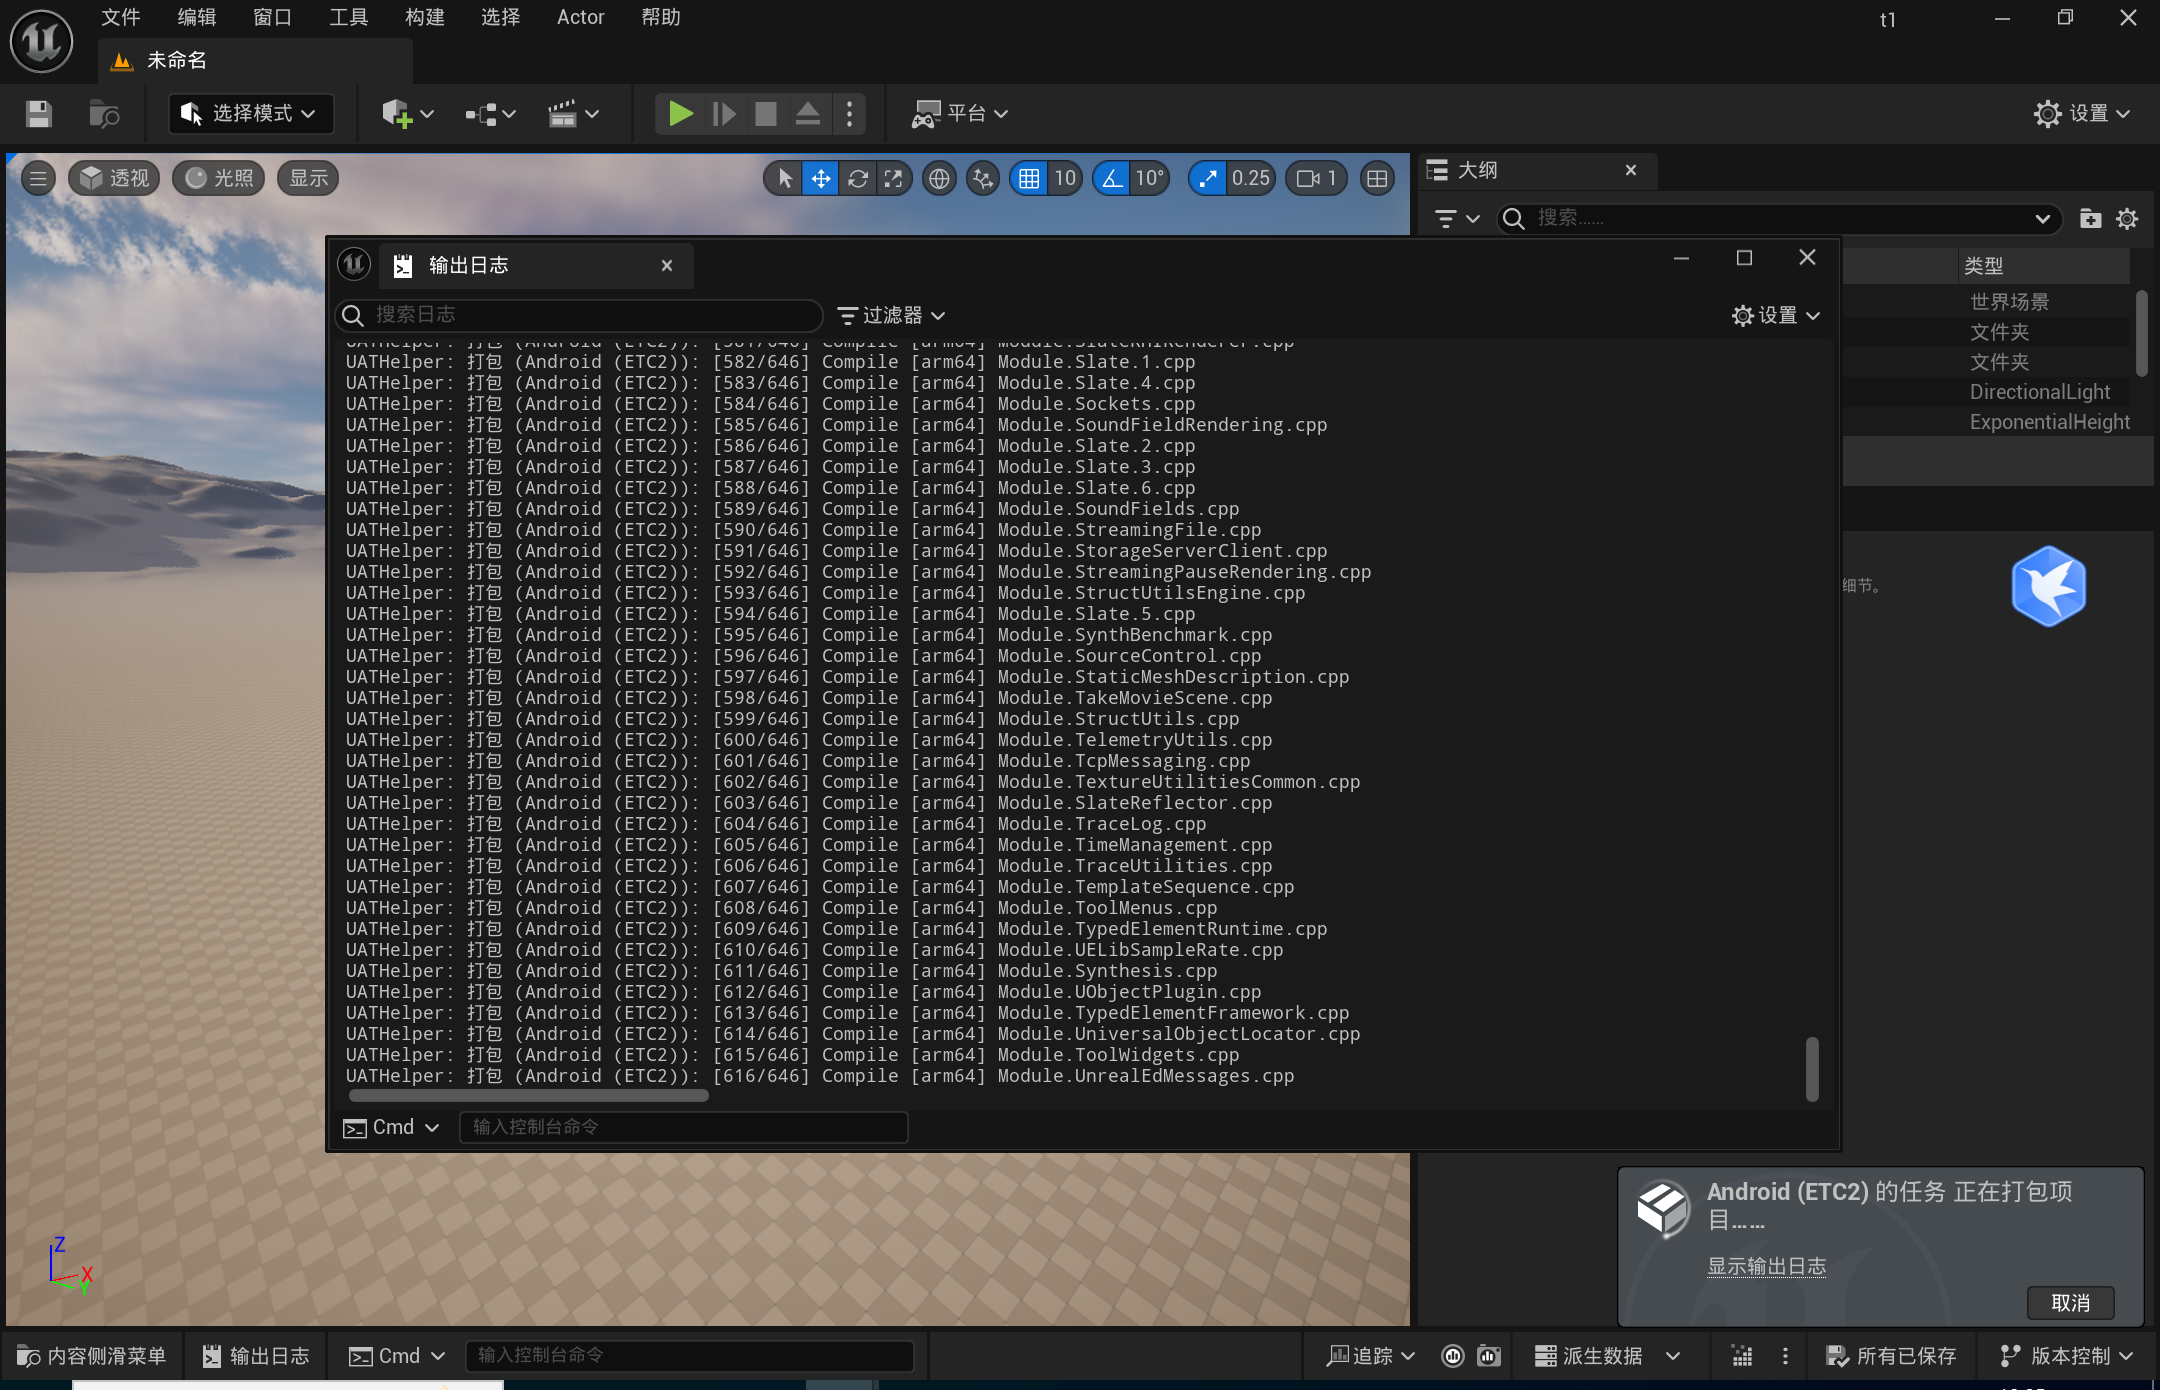 文件 编辑 窗口 工具 构建 选择 Actor 帮助 t1
未命名
选择模式 平台 设置
透视 光照 显示 10 10° 0.25 1
大纲
搜索......
输出日志
类型
搜索日志 过滤器 设置
世界场景
文件夹
文件夹
DirectionalLight
ExponentialHeight
细节。
UATHelper: 打包 (Android (ETC2)): [581/646] Compile [arm64] Module.SlateRHIRenderer.cpp
UATHelper: 打包 (Android (ETC2)): [582/646] Compile [arm64] Module.Slate.1.cpp
UATHelper: 打包 (Android (ETC2)): [583/646] Compile [arm64] Module.Slate.4.cpp
UATHelper: 打包 (Android (ETC2)): [584/646] Compile [arm64] Module.Sockets.cpp
UATHelper: 打包 (Android (ETC2)): [585/646] Compile [arm64] Module.SoundFieldRendering.cpp
UATHelper: 打包 (Android (ETC2)): [586/646] Compile [arm64] Module.Slate.2.cpp
UATHelper: 打包 (Android (ETC2)): [587/646] Compile [arm64] Module.Slate.3.cpp
UATHelper: 打包 (Android (ETC2)): [588/646] Compile [arm64] Module.Slate.6.cpp
UATHelper: 打包 (Android (ETC2)): [589/646] Compile [arm64] Module.SoundFields.cpp
UATHelper: 打包 (Android (ETC2)): [590/646] Compile [arm64] Module.StreamingFile.cpp
UATHelper: 打包 (Android (ETC2)): [591/646] Compile [arm64] Module.StorageServerClient.cpp
UATHelper: 打包 (Android (ETC2)): [592/646] Compile [arm64] Module.StreamingPauseRendering.cpp
UATHelper: 打包 (Android (ETC2)): [593/646] Compile [arm64] Module.StructUtilsEngine.cpp
UATHelper: 打包 (Android (ETC2)): [594/646] Compile [arm64] Module.Slate.5.cpp
UATHelper: 打包 (Android (ETC2)): [595/646] Compile [arm64] Module.SynthBenchmark.cpp
UATHelper: 打包 (Android (ETC2)): [596/646] Compile [arm64] Module.SourceControl.cpp
UATHelper: 打包 (Android (ETC2)): [597/646] Compile [arm64] Module.StaticMeshDescription.cpp
UATHelper: 打包 (Android (ETC2)): [598/646] Compile [arm64] Module.TakeMovieScene.cpp
UATHelper: 打包 (Android (ETC2)): [599/646] Compile [arm64] Module.StructUtils.cpp
UATHelper: 打包 (Android (ETC2)): [600/646] Compile [arm64] Module.TelemetryUtils.cpp
UATHelper: 打包 (Android (ETC2)): [601/646] Compile [arm64] Module.TcpMessaging.cpp
UATHelper: 打包 (Android (ETC2)): [602/646] Compile [arm64] Module.TextureUtilitiesCommon.cpp
UATHelper: 打包 (Android (ETC2)): [603/646] Compile [arm64] Module.SlateReflector.cpp
UATHelper: 打包 (Android (ETC2)): [604/646] Compile [arm64] Module.TraceLog.cpp
UATHelper: 打包 (Android (ETC2)): [605/646] Compile [arm64] Module.TimeManagement.cpp
UATHelper: 打包 (Android (ETC2)): [606/646] Compile [arm64] Module.TraceUtilities.cpp
UATHelper: 打包 (Android (ETC2)): [607/646] Compile [arm64] Module.TemplateSequence.cpp
UATHelper: 打包 (Android (ETC2)): [608/646] Compile [arm64] Module.ToolMenus.cpp
UATHelper: 打包 (Android (ETC2)): [609/646] Compile [arm64] Module.TypedElementRuntime.cpp
UATHelper: 打包 (Android (ETC2)): [610/646] Compile [arm64] Module.UELibSampleRate.cpp
UATHelper: 打包 (Android (ETC2)): [611/646] Compile [arm64] Module.Synthesis.cpp
UATHelper: 打包 (Android (ETC2)): [612/646] Compile [arm64] Module.UObjectPlugin.cpp
UATHelper: 打包 (Android (ETC2)): [613/646] Compile [arm64] Module.TypedElementFramework.cpp
UATHelper: 打包 (Android (ETC2)): [614/646] Compile [arm64] Module.UniversalObjectLocator.cpp
UATHelper: 打包 (Android (ETC2)): [615/646] Compile [arm64] Module.ToolWidgets.cpp
UATHelper: 打包 (Android (ETC2)): [616/646] Compile [arm64] Module.UnrealEdMessages.cpp
Cmd 输入控制台命令
Android (ETC2) 的任务 正在打包项
目......
显示输出日志
取消
Z
X
Y
内容侧滑菜单 输出日志 Cmd 输入控制台命令 追踪 派生数据 所有已保存 版本控制